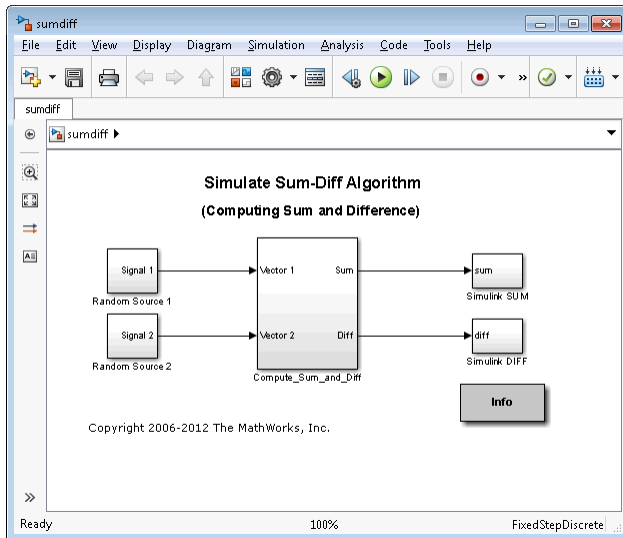 sumdiff
File Edit View Display Diagram Simulation Analysis Code Tools Help
sumdiff
sumdiff
Simulate Sum-Diff Algorithm
(Computing Sum and Difference)
Signal 1
Random Source 1
Vector 1 Sum
sum
Simulink SUM
Signal 2
Random Source 2
Vector 2 Diff
Compute_Sum_and_Diff
diff
Simulink DIFF
Info
Copyright 2006-2012 The MathWorks, Inc.
Ready 100% FixedStepDiscrete